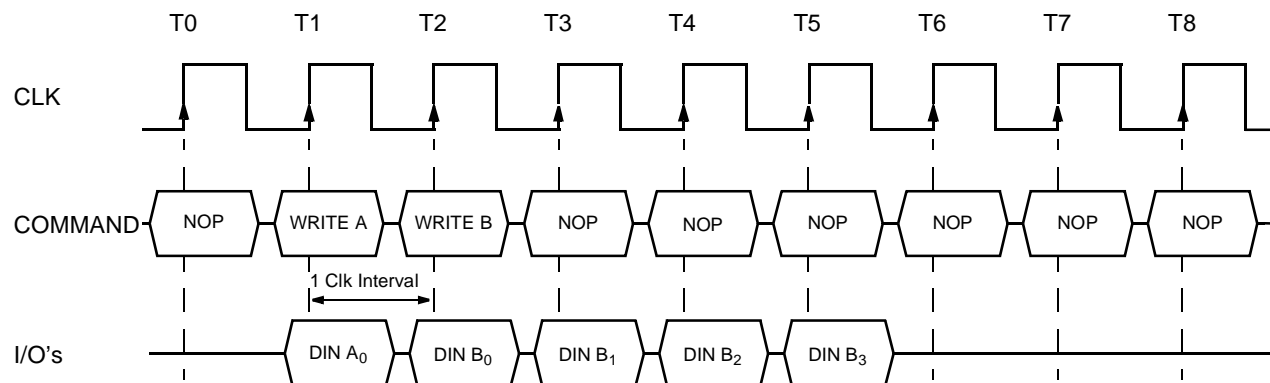 T0 T1 T2 T3 T4 T5 T6 T7 T8
CLK
COMMAND NOP WRITE A WRITE B NOP NOP NOP NOP NOP NOP
1 Clk Interval
I/O's DIN A0 DIN B0 DIN B1 DIN B2 DIN B3